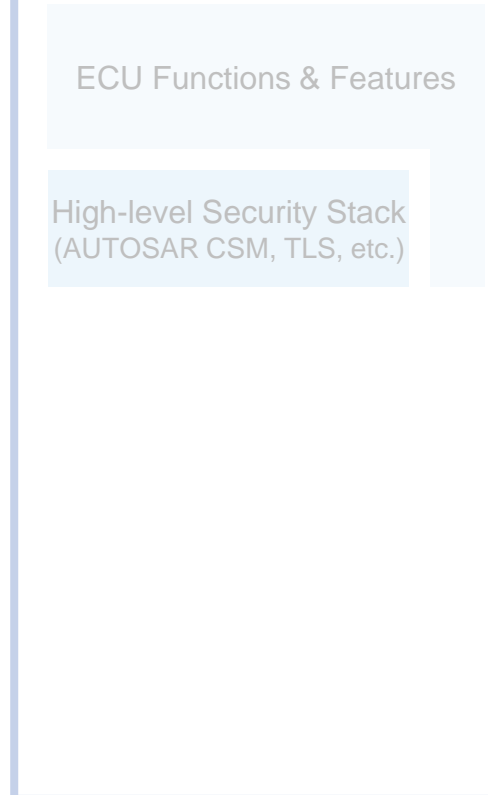 ECU Functions & Features
High-level Security Stack
(AUTOSAR CSM, TLS, etc.)